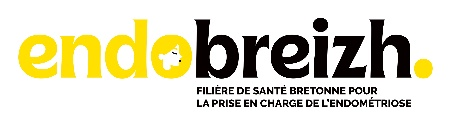 endobreizh.
FILIÈRE DE SANTÉ BRETONNE POUR
LA PRISE EN CHARGE DE L'ENDOMÉTRIOSE